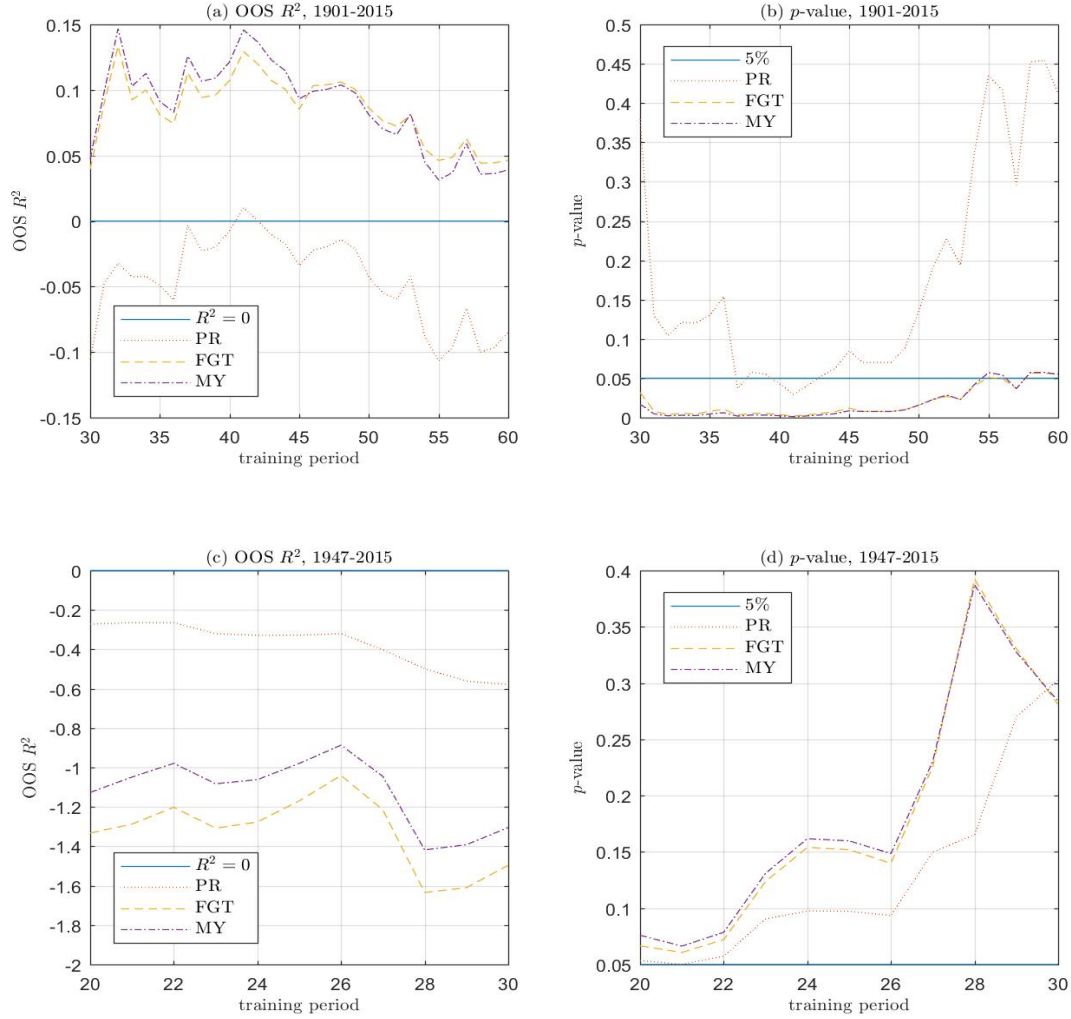 (a) OOS R², 1901-2015
0.15
0.1
0.05
0
-0.05
-0.1
-0.15
OOS R²
R² = 0
PR
FGT
MY
30 35 40 45 50 55 60
training period
(b) p-value, 1901-2015
0.5
0.45
0.4
0.35
0.3
0.25
0.2
0.15
0.1
0.05
0
p-value
5%
PR
FGT
MY
30 35 40 45 50 55 60
training period
(c) OOS R², 1947-2015
0
-0.2
-0.4
-0.6
-0.8
-1
-1.2
-1.4
-1.6
-1.8
-2
OOS R²
R² = 0
PR
FGT
MY
20 22 24 26 28 30
training period
(d) p-value, 1947-2015
0.4
0.35
0.3
0.25
0.2
0.15
0.1
0.05
p-value
5%
PR
FGT
MY
20 22 24 26 28 30
training period